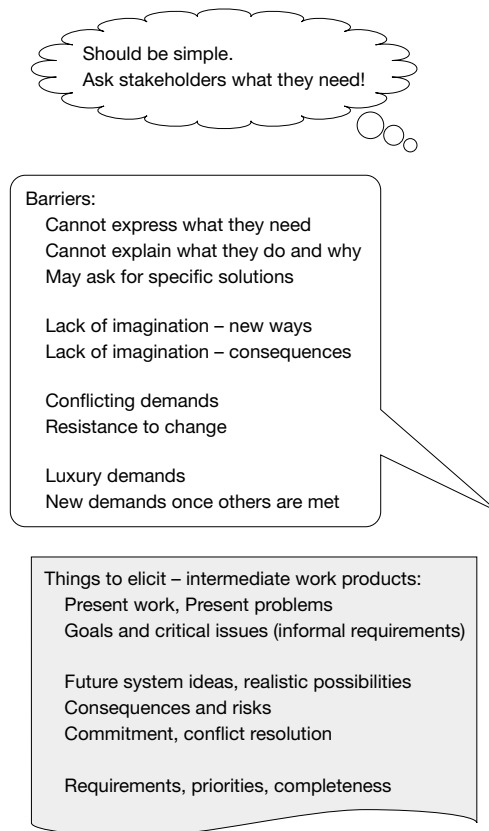 Should be simple.
Ask stakeholders what they need!
Barriers:
Cannot express what they need
Cannot explain what they do and why
May ask for specific solutions
Lack of imagination – new ways
Lack of imagination – consequences
Conflicting demands
Resistance to change
Luxury demands
New demands once others are met
Things to elicit – intermediate work products:
Present work, Present problems
Goals and critical issues (informal requirements)
Future system ideas, realistic possibilities
Consequences and risks
Commitment, conflict resolution
Requirements, priorities, completeness